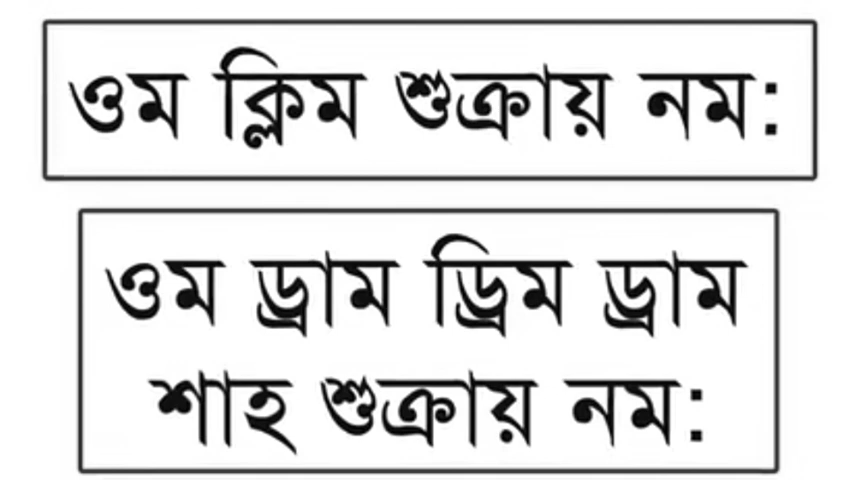 ওম ক্লিম শুক্রায় নম:
ওম ড্রাম ড্রিম ড্রাম
শাহ শুক্রায় নম: